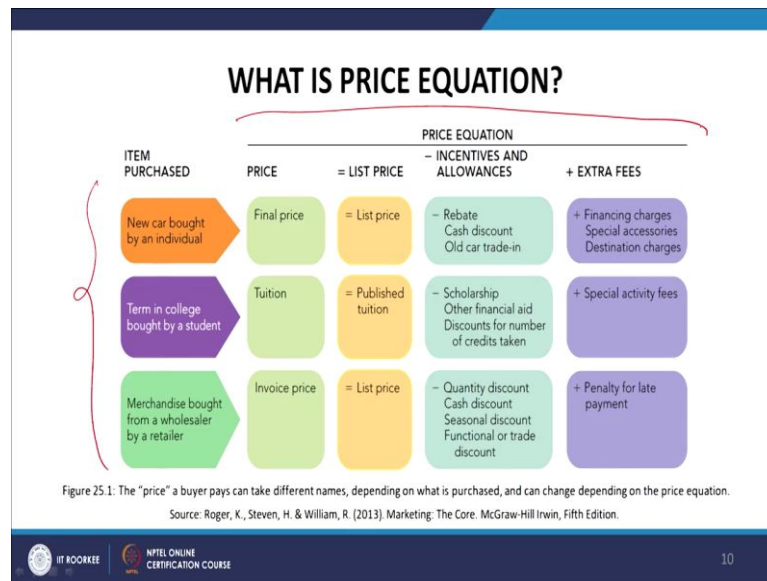 WHAT IS PRICE EQUATION?
PRICE EQUATION
ITEM
PURCHASED
PRICE
= LIST PRICE
− INCENTIVES AND
ALLOWANCES
+ EXTRA FEES
New car bought
by an individual
Final price
= List price
− Rebate
Cash discount
Old car trade-in
+ Financing charges
Special accessories
Destination charges
Term in college
bought by a student
Tuition
= Published
tuition
− Scholarship
Other financial aid
Discounts for number
of credits taken
+ Special activity fees
Merchandise bought
from a wholesaler
by a retailer
Invoice price
= List price
− Quantity discount
Cash discount
Seasonal discount
Functional or trade
discount
+ Penalty for late
payment
Figure 25.1: The “price” a buyer pays can take different names, depending on what is purchased, and can change depending on the price equation.
Source: Roger, K., Steven, H. & William, R. (2013). Marketing: The Core. McGraw-Hill Irwin, Fifth Edition.
IIT ROORKEE
NPTEL ONLINE
CERTIFICATION COURSE
10